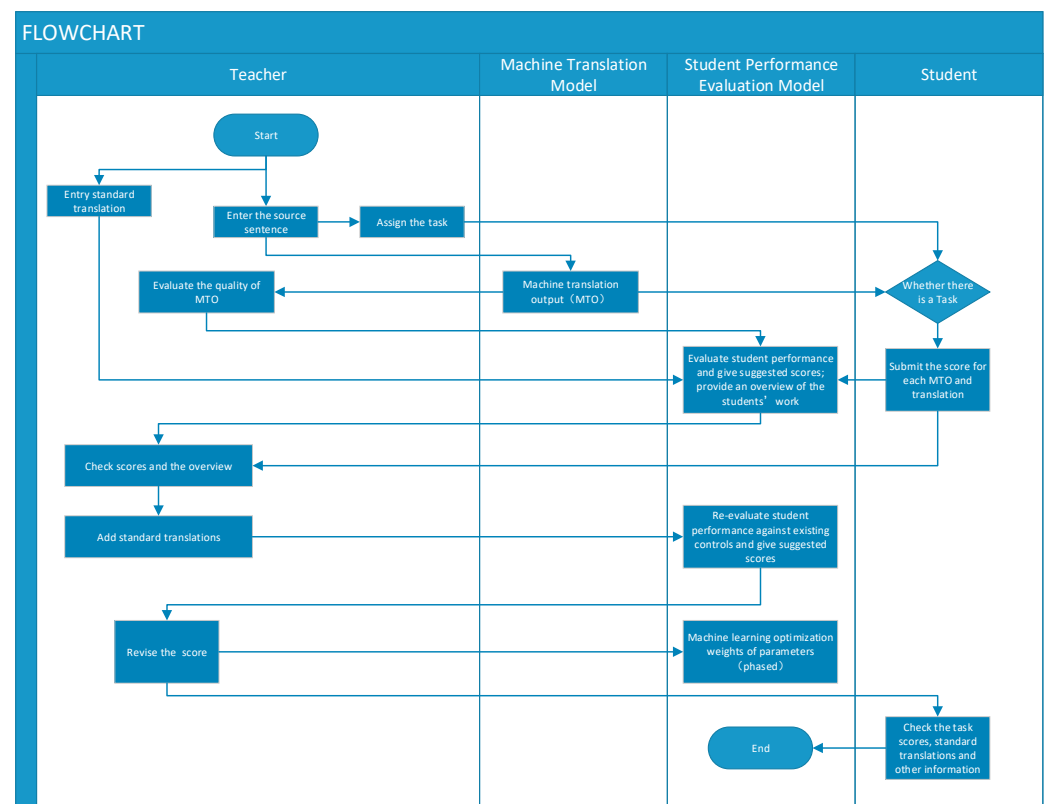 FLOWCHART
Teacher
Machine Translation
Model
Student Performance
Evaluation Model
Student
Start
Entry standard
translation
Enter the source
sentence
Assign the task
Evaluate the quality of
MTO
Machine translation
output（MTO）
Whether there
is a Task
Evaluate student performance
and give suggested scores;
provide an overview of the
students’ work
Submit the score for
each MTO and
translation
Check scores and the overview
Add standard translations
Re-evaluate student
performance against existing
controls and give suggested
scores
Revise the score
Machine learning optimization
weights of parameters
（phased）
End
Check the task
scores, standard
translations and
other information